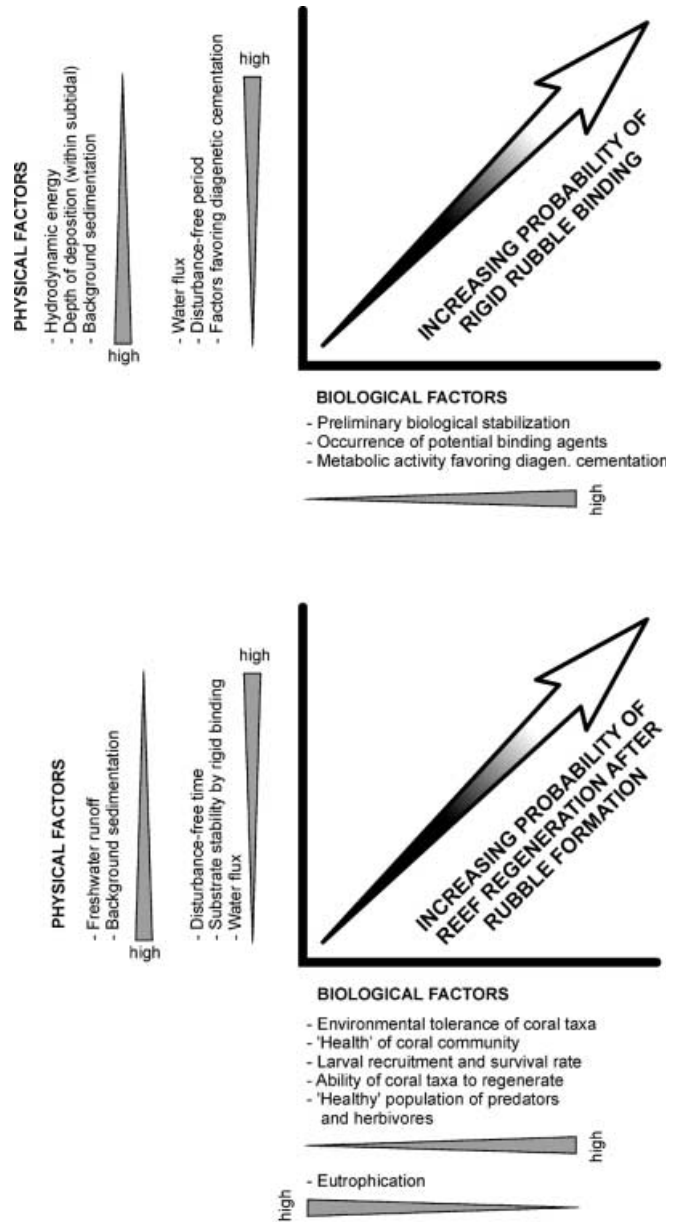 PHYSICAL FACTORS
- Hydrodynamic energy
- Depth of deposition (within subtidal)
- Background sedimentation
high
- Water flux
- Disturbance-free period
- Factors favoring diagenetic cementation
high
INCREASING PROBABILITY OF
RIGID RUBBLE BINDING
BIOLOGICAL FACTORS
- Preliminary biological stabilization
- Occurrence of potential binding agents
- Metabolic activity favoring diagen. cementation
high
PHYSICAL FACTORS
- Freshwater runoff
- Background sedimentation
high
- Disturbance-free time
- Substrate stability by rigid binding
- Water flux
high
INCREASING PROBABILITY OF
REEF REGENERATION AFTER
RUBBLE FORMATION
BIOLOGICAL FACTORS
- Environmental tolerance of coral taxa
- 'Health' of coral community
- Larval recruitment and survival rate
- Ability of coral taxa to regenerate
- 'Healthy' population of predators
and herbivores
high
- Eutrophication
high